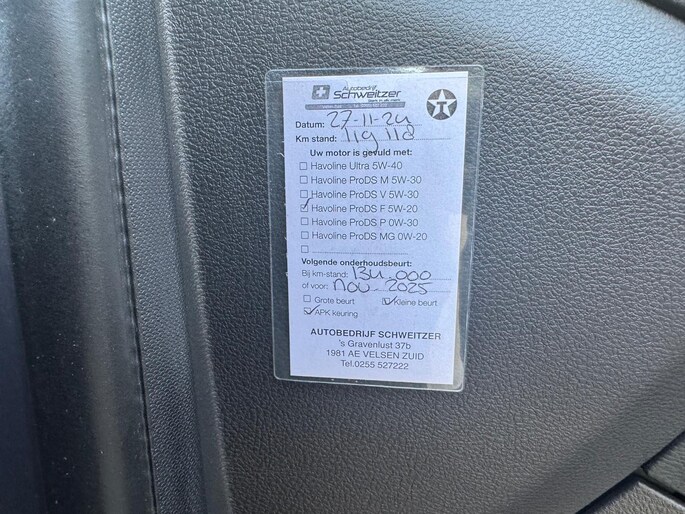 Autobedrijf
Schweitzer
Datum: 27-11-24
Km stand: 119 118
Uw motor is gevuld met:
Havoline Ultra 5W-40
Havoline ProDS M 5W-30
Havoline ProDS V 5W-30
Havoline ProDS F 5W-20
Havoline ProDS P 0W-30
Havoline ProDS MG 0W-20
Volgende onderhoudsbeurt:
Bij km-stand: 134.000
of voor: nov. 2025
Grote beurt Kleine beurt
APK keuring
AUTOBEDRIJF SCHWEITZER
's Gravenlust 37b
1981 AE VELSEN ZUID
Tel.0255 527222